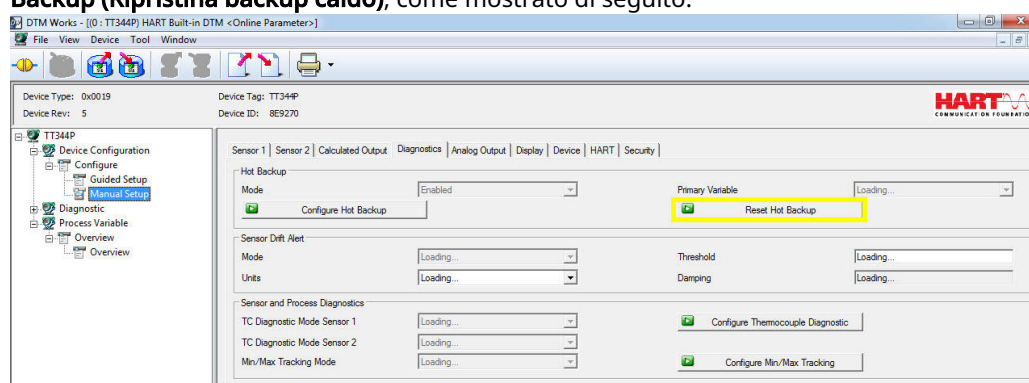 Backup (Ripristina backup caldo), come mostrato di seguito.
DTM Works - [(0 : TT344P) HART Built-in DTM <Online Parameter>]
File View Device Tool Window
Device Type: 0x0019 Device Tag: TT344P
Device Rev: 5 Device ID: 8E9270
HART
COMMUNICATION FOUNDATIO
TT344P
Device Configuration
Configure
Guided Setup
Manual Setup
Diagnostic
Process Variable
Overview
Overview
Sensor 1 Sensor 2 Calculated Output Diagnostics Analog Output Display Device HART Security
Hot Backup
Mode Enabled Primary Variable Loading...
Configure Hot Backup Reset Hot Backup
Sensor Drift Alert
Mode Loading... Threshold Loading...
Units Loading... Damping Loading...
Sensor and Process Diagnostics
TC Diagnostic Mode Sensor 1 Loading... Configure Thermocouple Diagnostic
TC Diagnostic Mode Sensor 2 Loading...
Min/Max Tracking Mode Loading... Configure Min/Max Tracking